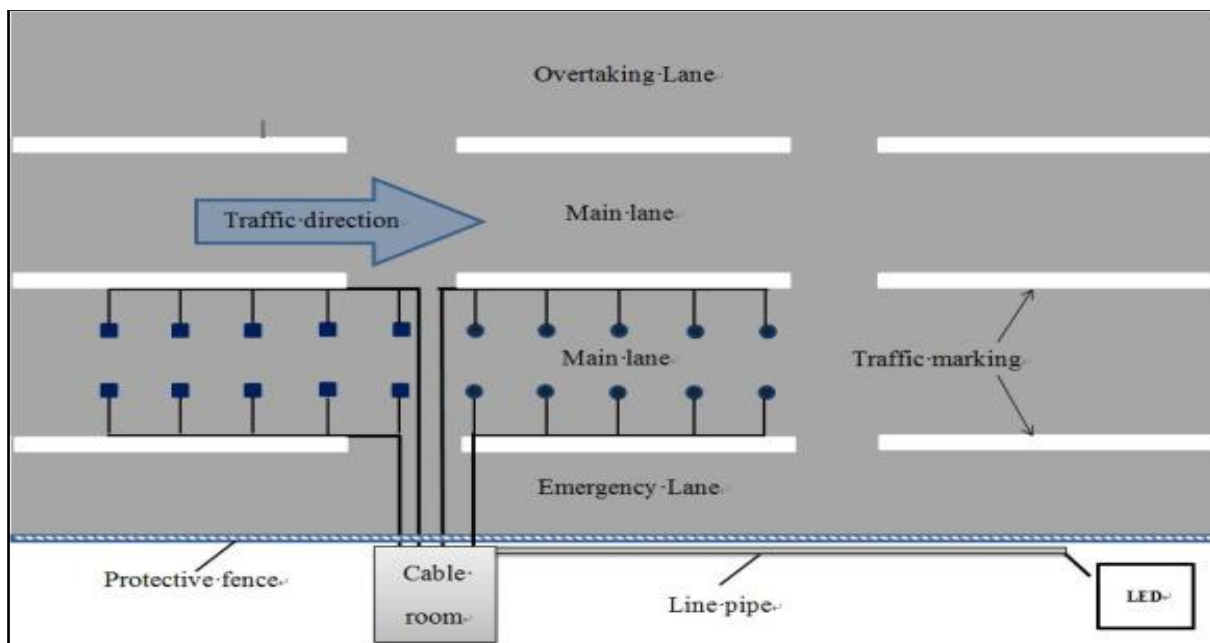 Overtaking Lane
Main lane
Traffic direction
Main lane
Traffic marking
Emergency Lane
Protective fence
Cable
room
Line pipe
LED